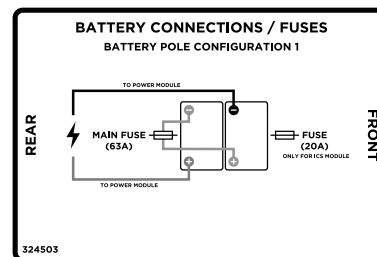 BATTERY CONNECTIONS / FUSES
BATTERY POLE CONFIGURATION 1
TO POWER MODULE
REAR
MAIN FUSE
(63A)
FUSE
(20A)
ONLY FOR ICS MODULE
FRONT
TO POWER MODULE
324503